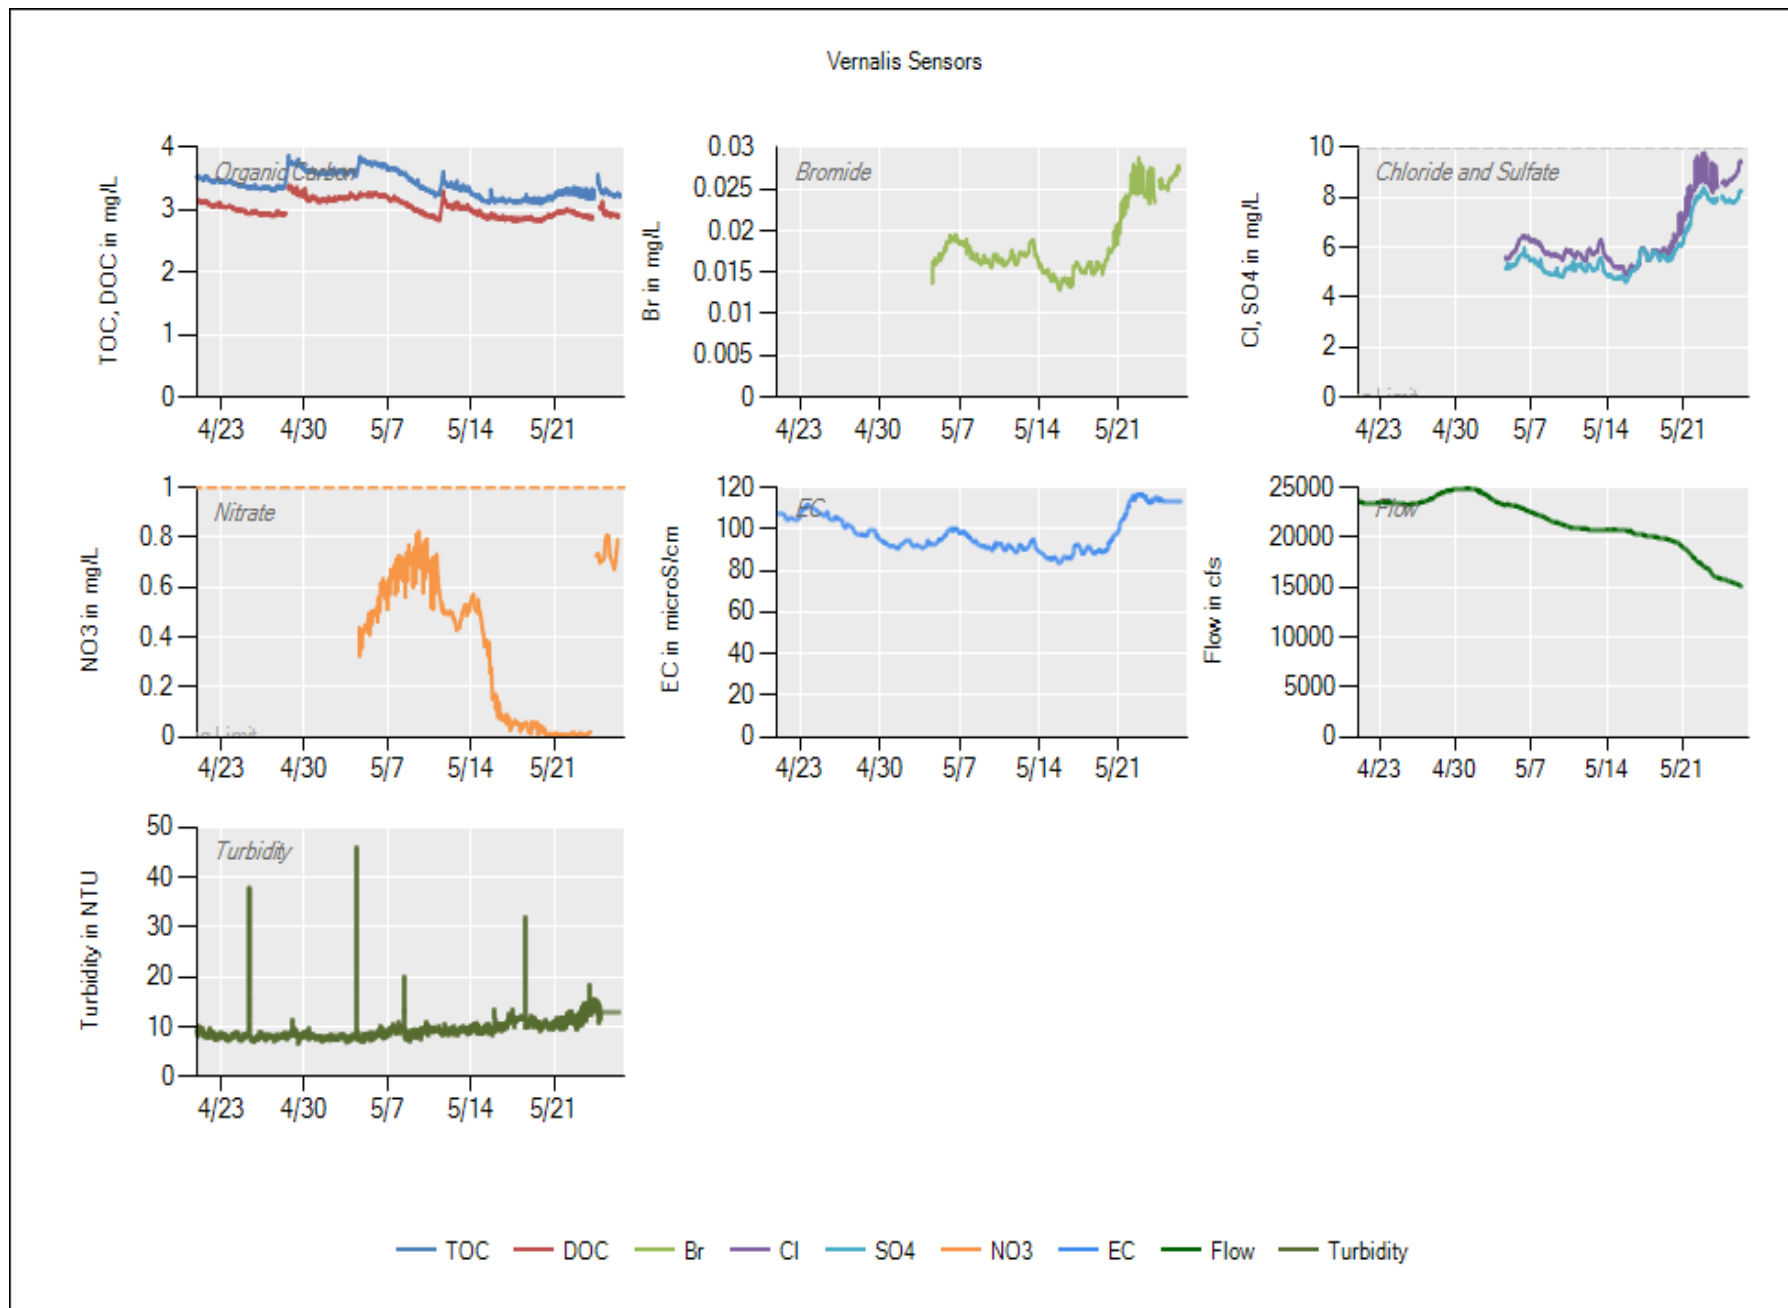 Vernalis Sensors
TOC, DOC in mg/L
4
3
2
1
0
Organic Carbon
4/23 4/30 5/7 5/14 5/21
Br in mg/L
0.03
0.025
0.02
0.015
0.01
0.005
0
Bromide
4/23 4/30 5/7 5/14 5/21
Cl, SO4 in mg/L
10
8
6
4
2
0
Chloride and Sulfate
Limit
4/23 4/30 5/7 5/14 5/21
NO3 in mg/L
1
0.8
0.6
0.4
0.2
0
Nitrate
Limit
4/23 4/30 5/7 5/14 5/21
EC in microS/cm
120
100
80
60
40
20
0
EC
4/23 4/30 5/7 5/14 5/21
Flow in cfs
25000
20000
15000
10000
5000
0
Flow
4/23 4/30 5/7 5/14 5/21
Turbidity in NTU
50
40
30
20
10
0
Turbidity
4/23 4/30 5/7 5/14 5/21
TOC DOC Br Cl SO4 NO3 EC Flow Turbidity